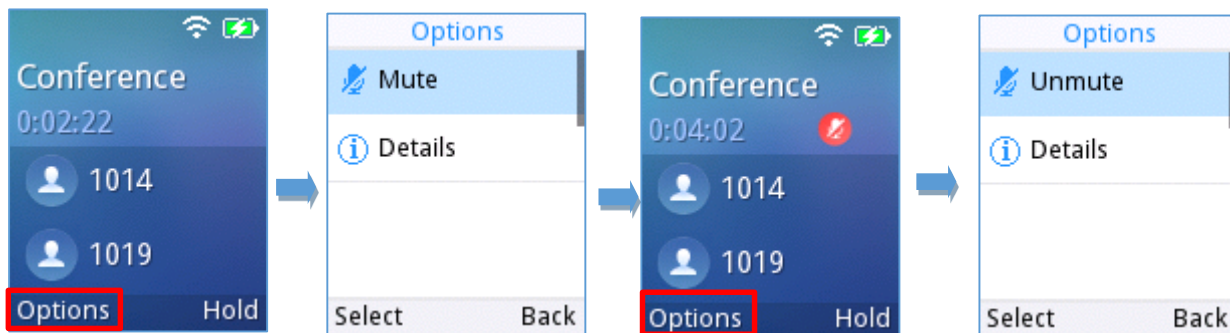 Conference
0:02:22
1014
1019
Options Hold
Options
Mute
Details
Select Back
Conference
0:04:02
1014
1019
Options Hold
Options
Unmute
Details
Select Back